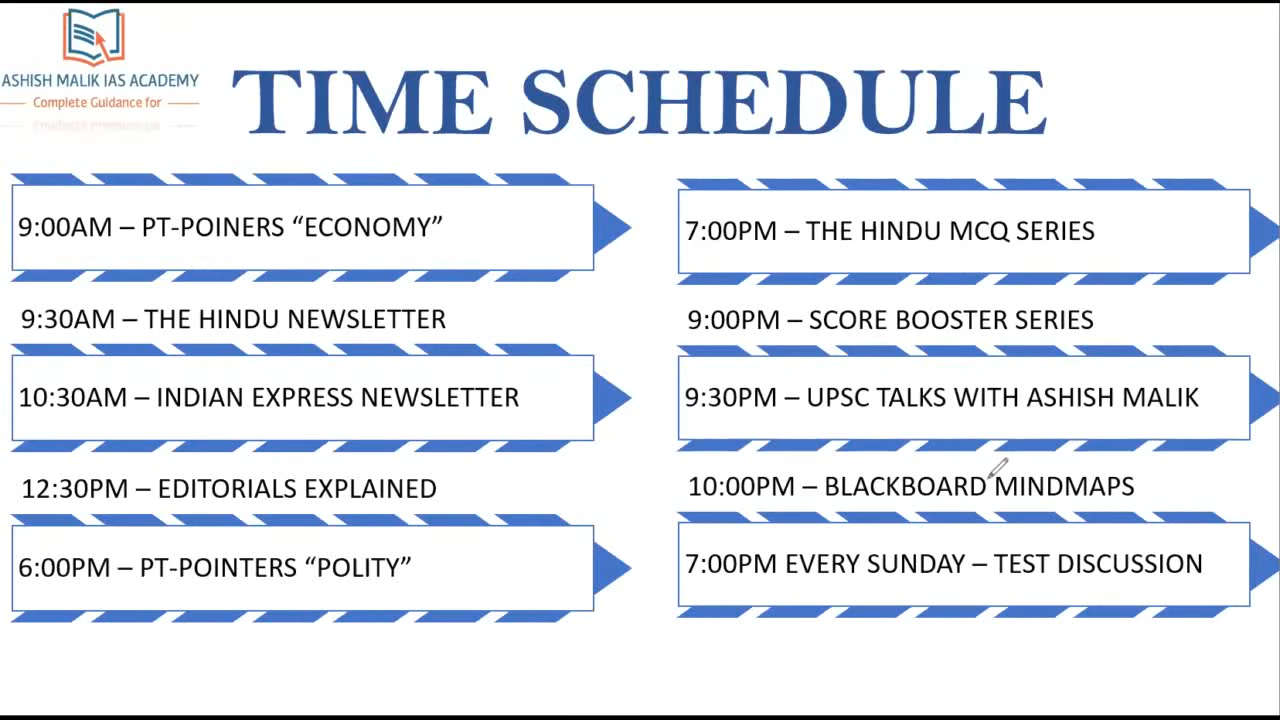 ASHISH MALIK IAS ACADEMY
Complete Guidance for
TIME SCHEDULE
9:00AM – PT-POINERS “ECONOMY”
9:30AM – THE HINDU NEWSLETTER
10:30AM – INDIAN EXPRESS NEWSLETTER
12:30PM – EDITORIALS EXPLAINED
6:00PM – PT-POINTERS “POLITY”
7:00PM – THE HINDU MCQ SERIES
9:00PM – SCORE BOOSTER SERIES
9:30PM – UPSC TALKS WITH ASHISH MALIK
10:00PM – BLACKBOARD MINDMAPS
7:00PM EVERY SUNDAY – TEST DISCUSSION